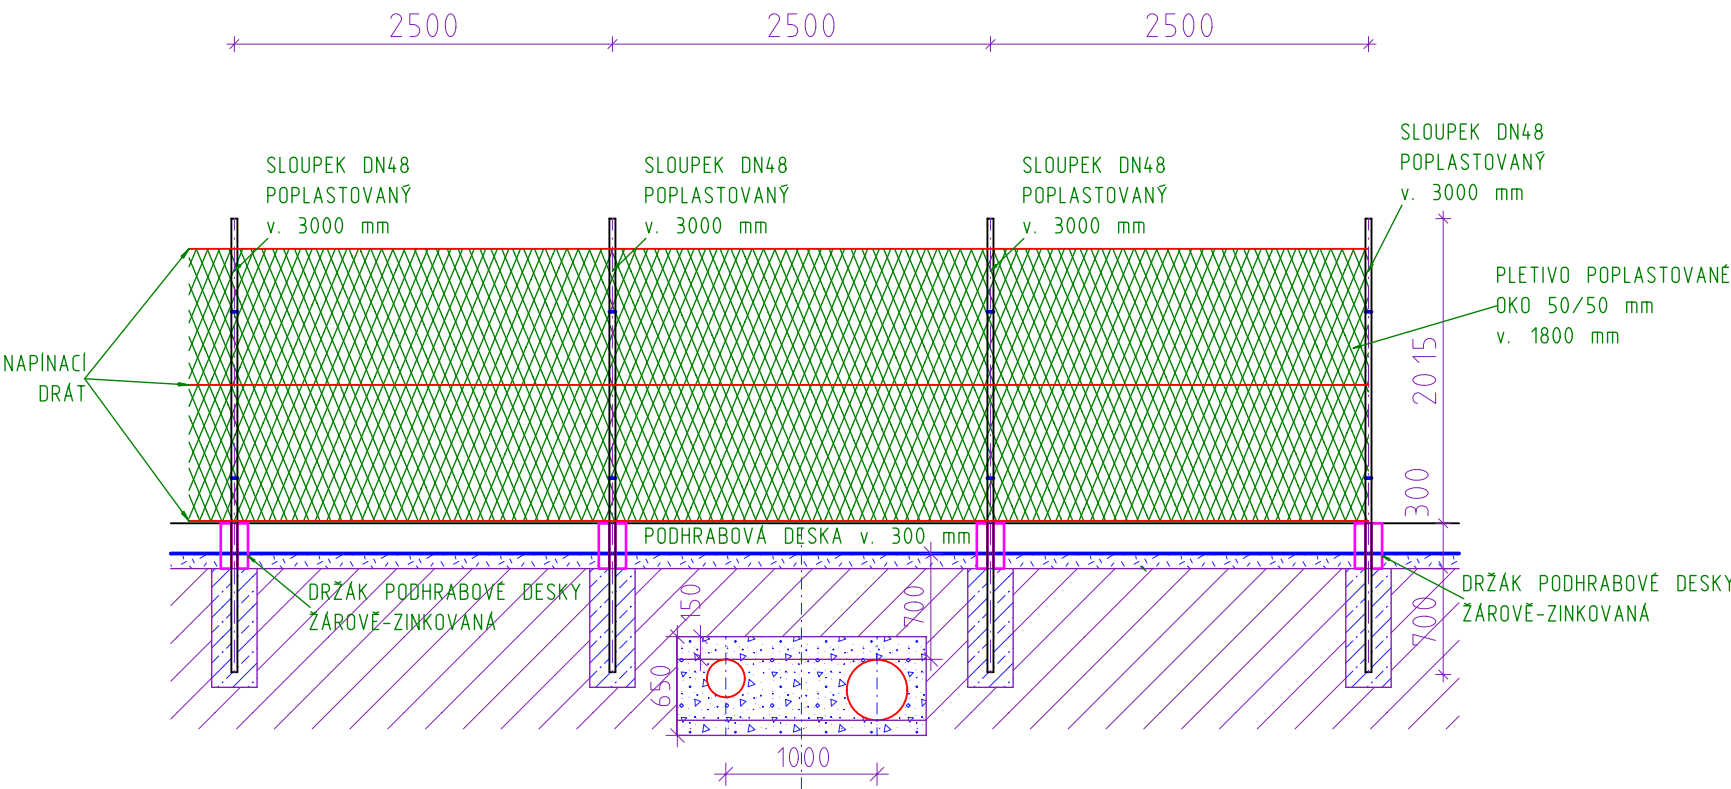 2500 2500 2500
SLOUPEK DN48
POPLASTOVANÝ
v. 3000 mm
SLOUPEK DN48
POPLASTOVANÝ
v. 3000 mm
SLOUPEK DN48
POPLASTOVANÝ
v. 3000 mm
SLOUPEK DN48
POPLASTOVANÝ
v. 3000 mm
PLETIVO POPLASTOVANÉ
OKO 50/50 mm
v. 1800 mm
NAPÍNACÍ
DRÁT
2015
300
PODHRABOVÁ DESKA v. 300 mm
DRŽÁK PODHRABOVÉ DESKY
ŽÁROVĚ-ZINKOVANÁ
DRŽÁK PODHRABOVÉ DESKY
ŽÁROVĚ-ZINKOVANÁ
150
700
700
650
1000